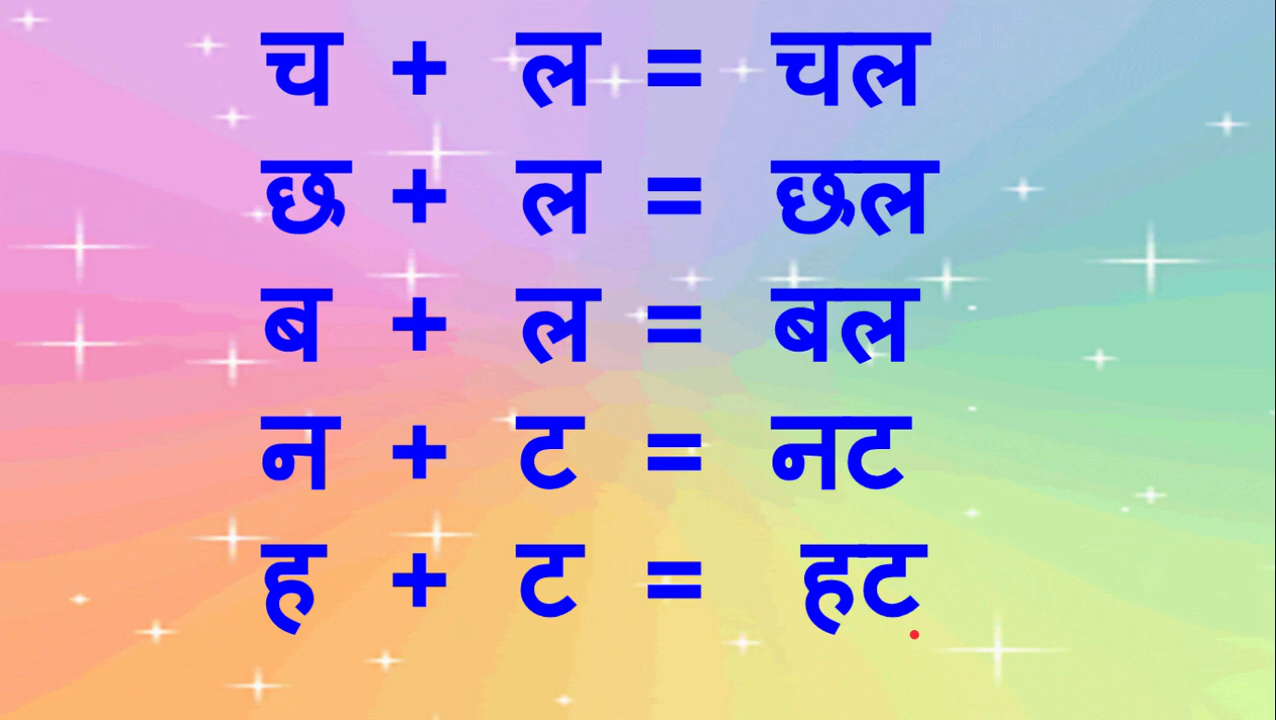 च + ल = चल
छ + ल = छल
ब + ल = बल
न + ट = नट
ह + ट = हट